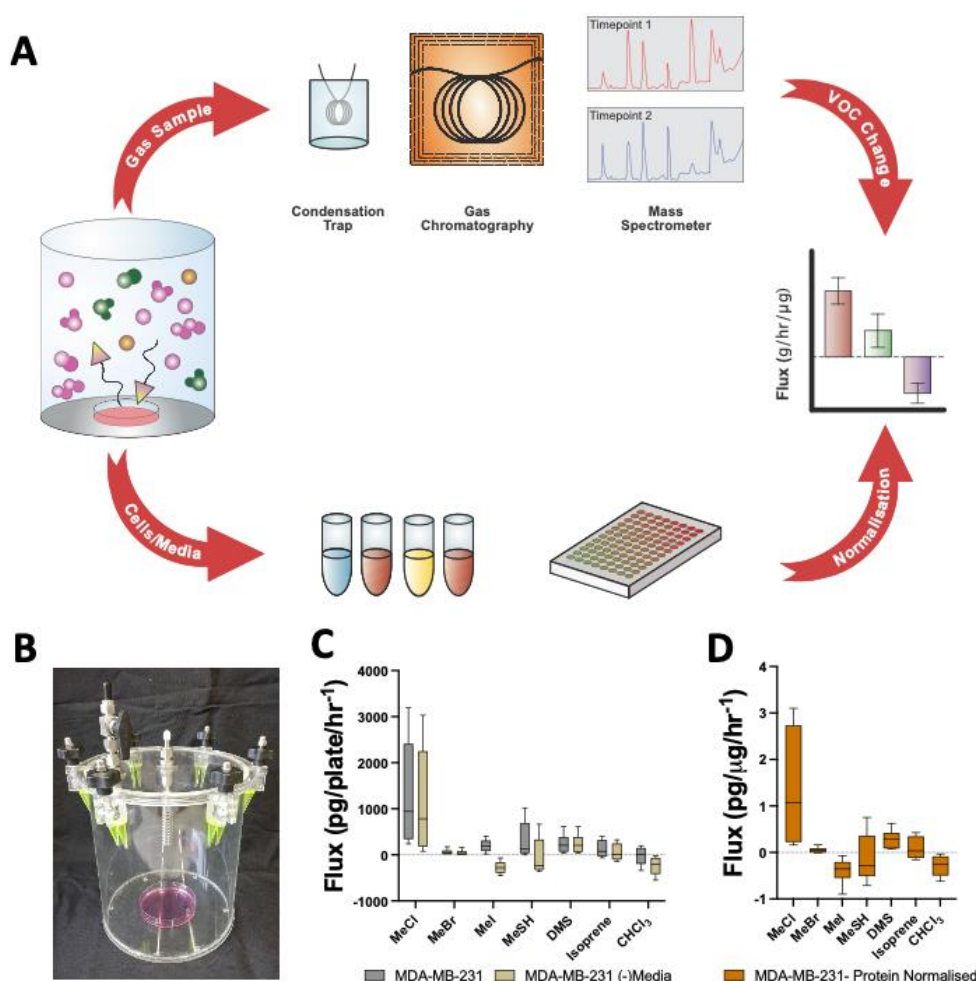 A
Gas Sample
Condensation
Trap
Gas
Chromatography
Timepoint 1
Timepoint 2
Mass
Spectrometer
VOC Change
Flux (g/hr/µg)
Cells/Media
Normalisation
B
C
Flux (pg/plate/hr⁻¹)
4000
3000
2000
1000
0
-1000
MeCl
MeBr
MeI
MeSH
DMS
Isoprene
CHCl₃
MDA-MB-231
MDA-MB-231 (-)Media
D
Flux (pg/µg/hr⁻¹)
4
3
2
1
0
-1
MeCl
MeBr
MeI
MeSH
DMS
Isoprene
CHCl₃
MDA-MB-231- Protein Normalised